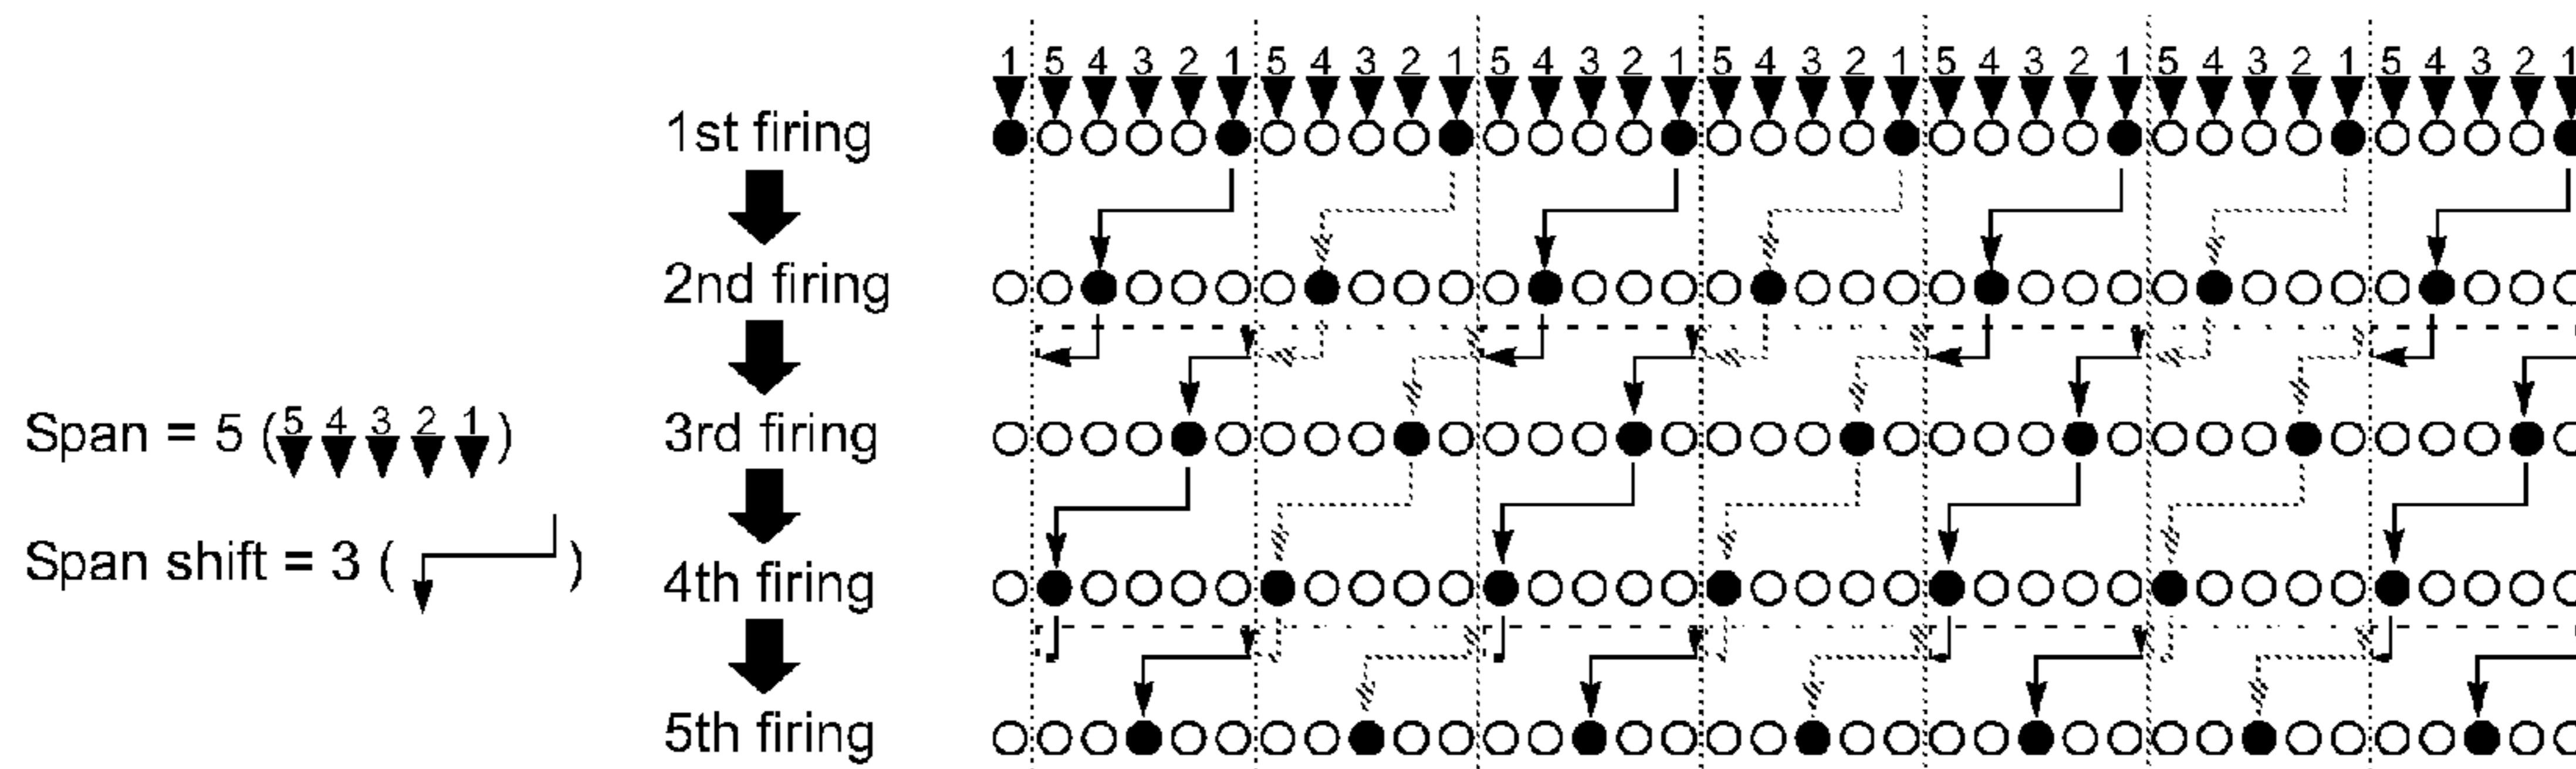 1 5 4 3 2 1 5 4 3 2 1 5 4 3 2 1 5 4 3 2 1 5 4 3 2 1 5 4 3 2 1 5 4 3 2 1
1st firing
2nd firing
3rd firing
4th firing
5th firing
5 4 3 2 1
Span = 5 ( )
Span shift = 3 ( )